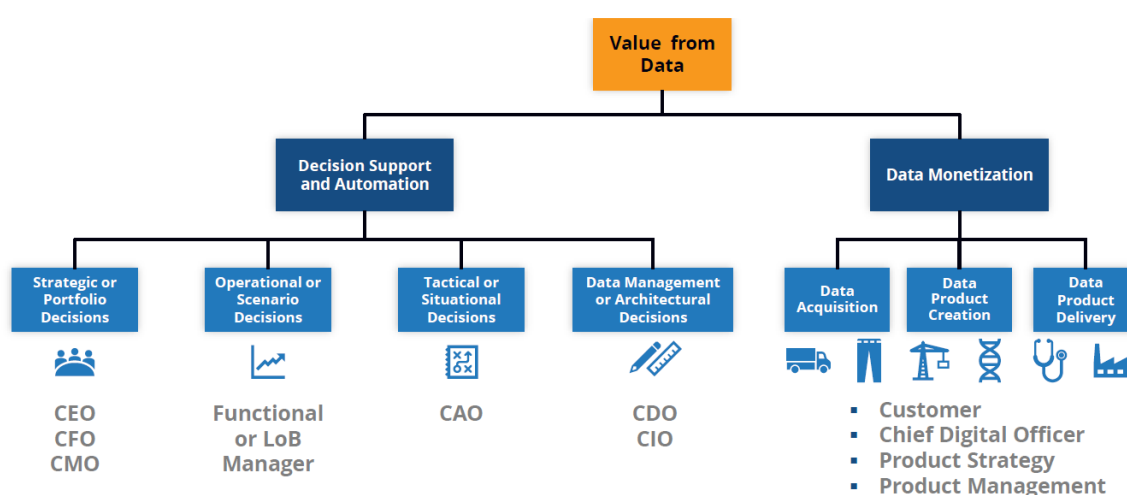 Value from
Data
Decision Support
and Automation
Data Monetization
Strategic or
Portfolio
Decisions
Operational or
Scenario
Decisions
Tactical or
Situational
Decisions
Data Management
or Architectural
Decisions
Data
Acquisition
Data
Product
Creation
Data
Product
Delivery
CEO
CFO
CMO
Functional
or LoB
Manager
CAO
CDO
CIO
▪ Customer
▪ Chief Digital Officer
▪ Product Strategy
▪ Product Management